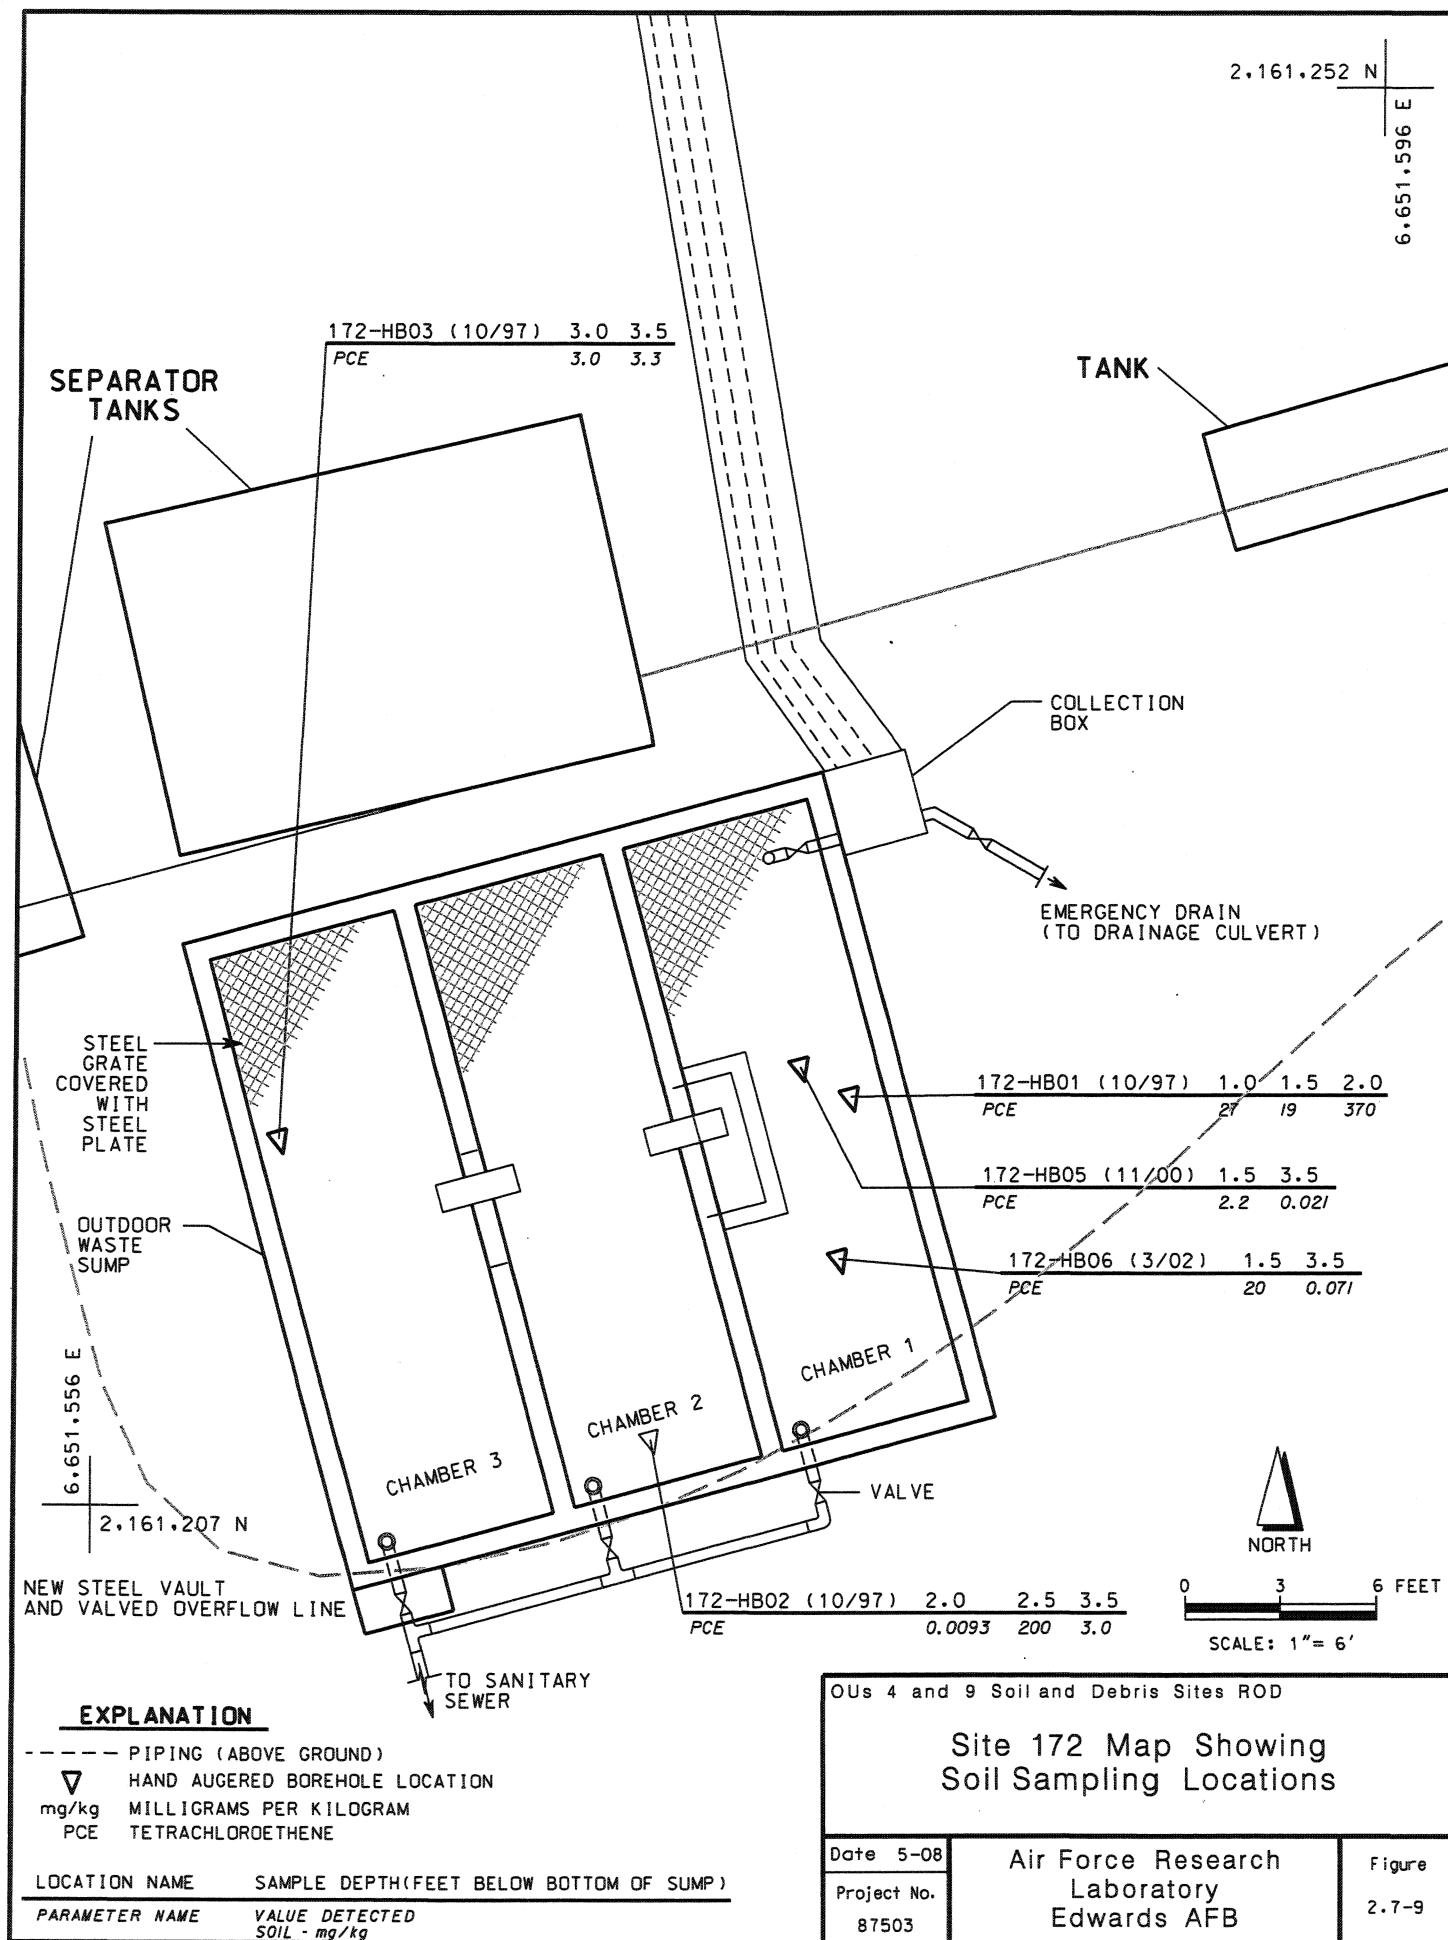 2,161,252 N
6,651,596 E
172-HB03 (10/97) 3.0 3.5
PCE 3.0 3.3
SEPARATOR
TANKS
TANK
COLLECTION
BOX
EMERGENCY DRAIN
(TO DRAINAGE CULVERT)
STEEL
GRATE
COVERED
WITH
STEEL
PLATE
172-HB01 (10/97) 1.0 1.5 2.0
PCE 27 19 370
172-HB05 (11/00) 1.5 3.5
PCE 2.2 0.021
OUTDOOR
WASTE
SUMP
172-HB06 (3/02) 1.5 3.5
PCE 20 0.071
CHAMBER 1
CHAMBER 2
CHAMBER 3
6,651,556 E
2,161,207 N
VALVE
NORTH
NEW STEEL VAULT
AND VALVED OVERFLOW LINE
172-HB02 (10/97) 2.0 2.5 3.5
PCE 0.0093 200 3.0
0 3 6 FEET
SCALE: 1"= 6'
TO SANITARY
SEWER
EXPLANATION
PIPING (ABOVE GROUND)
HAND AUGERED BOREHOLE LOCATION
mg/kg MILLIGRAMS PER KILOGRAM
PCE TETRACHLOROETHENE
LOCATION NAME SAMPLE DEPTH(FEET BELOW BOTTOM OF SUMP)
PARAMETER NAME VALUE DETECTED
SOIL - mg/kg
OUs 4 and 9 Soil and Debris Sites ROD
Site 172 Map Showing
Soil Sampling Locations
Date 5-08
Project No.
87503
Air Force Research
Laboratory
Edwards AFB
Figure
2.7-9